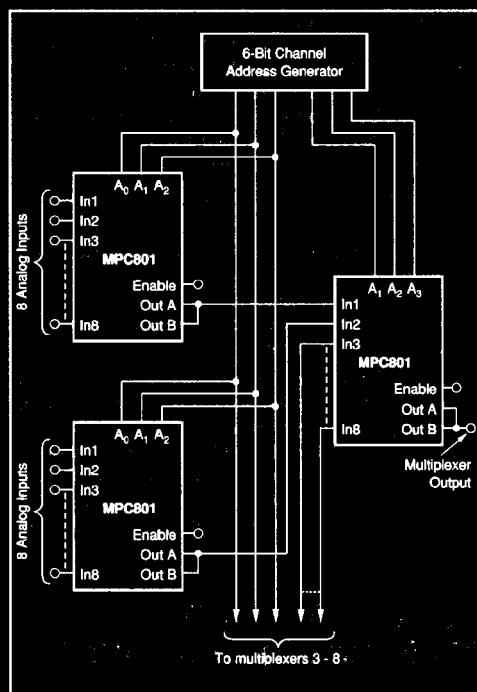 6-Bit Channel
Address Generator
A0 A1 A2
In1
In2
In3
MPC801
Enable
Out A
Out B
In8
8 Analog Inputs
A1 A2 A3
In1
In2
In3
MPC801
Enable
Out A
Out B
In8
Multiplexer
Output
A0 A1 A2
In1
In2
In3
MPC801
Enable
Out A
Out B
In8
8 Analog Inputs
To multiplexers 3 - 8